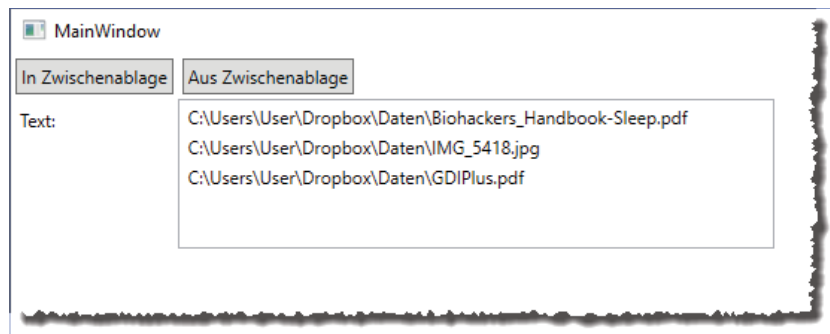 MainWindow
In Zwischenablage Aus Zwischenablage
Text:
C:\Users\User\Dropbox\Daten\Biohackers_Handbook-Sleep.pdf
C:\Users\User\Dropbox\Daten\IMG_5418.jpg
C:\Users\User\Dropbox\Daten\GDIPlus.pdf